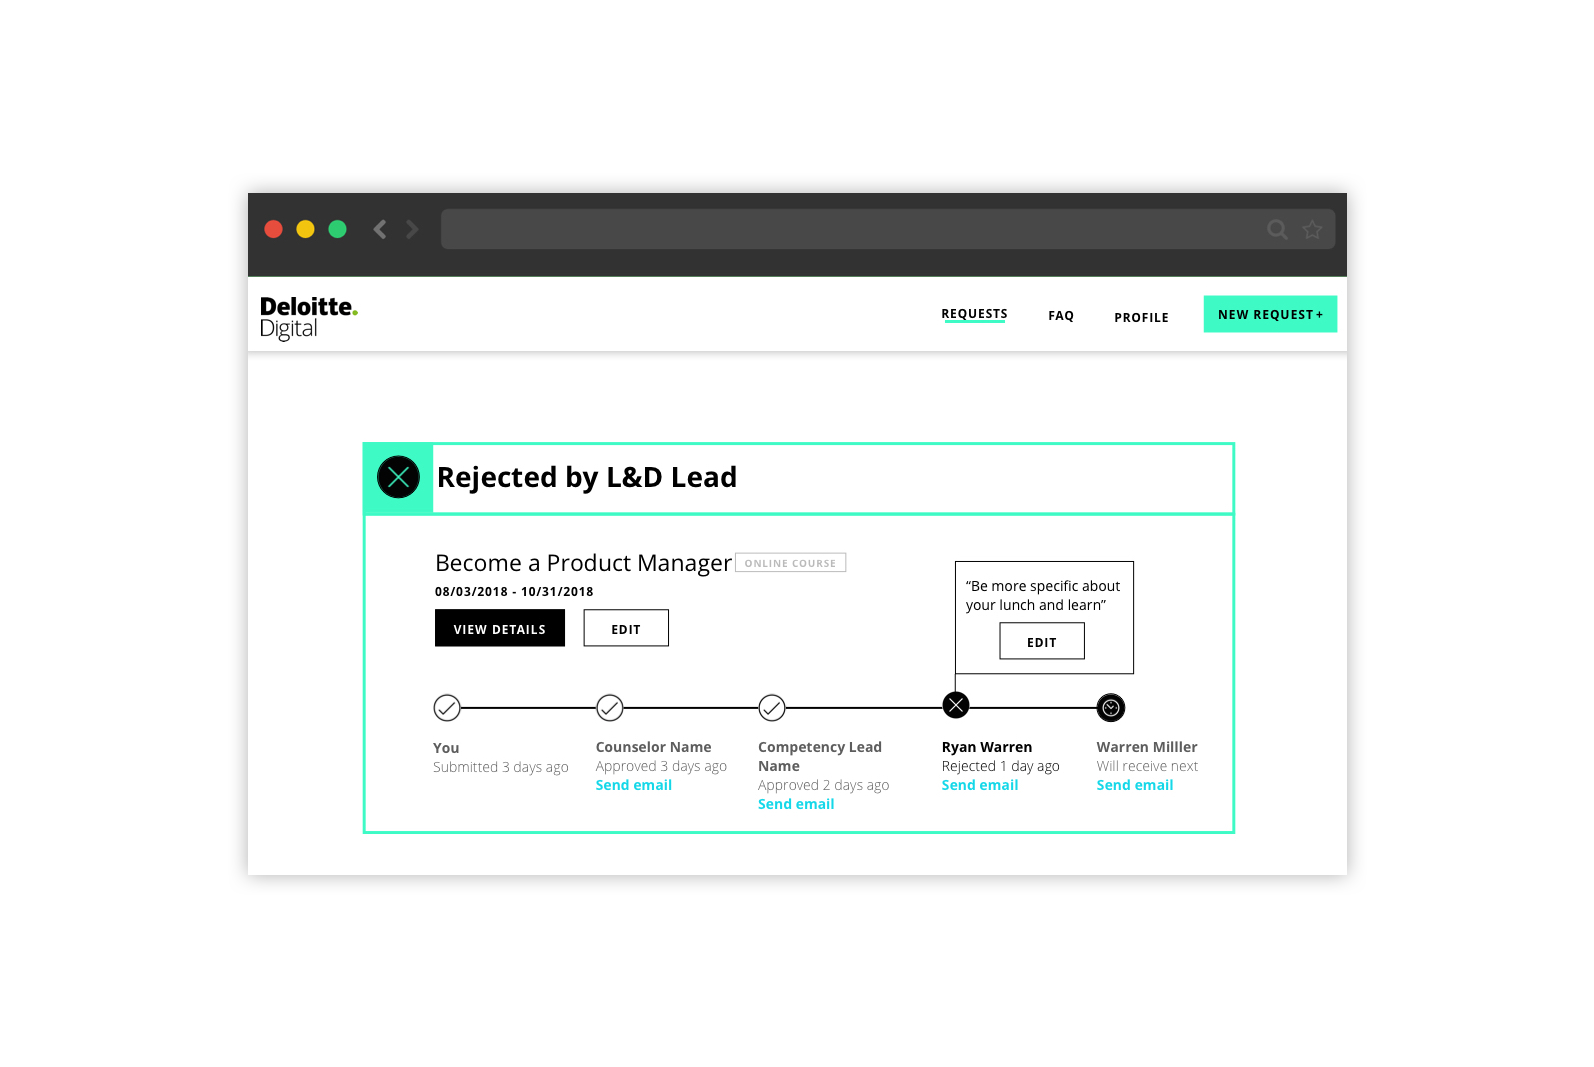 Deloitte.
Digital
REQUESTS
FAQ
PROFILE
NEW REQUEST +
Rejected by L&D Lead
Become a Product Manager
ONLINE COURSE
08/03/2018 - 10/31/2018
VIEW DETAILS
EDIT
“Be more specific about
your lunch and learn”
EDIT
You
Submitted 3 days ago
Counselor Name
Approved 3 days ago
Send email
Competency Lead
Name
Approved 2 days ago
Send email
Ryan Warren
Rejected 1 day ago
Send email
Warren Milller
Will receive next
Send email